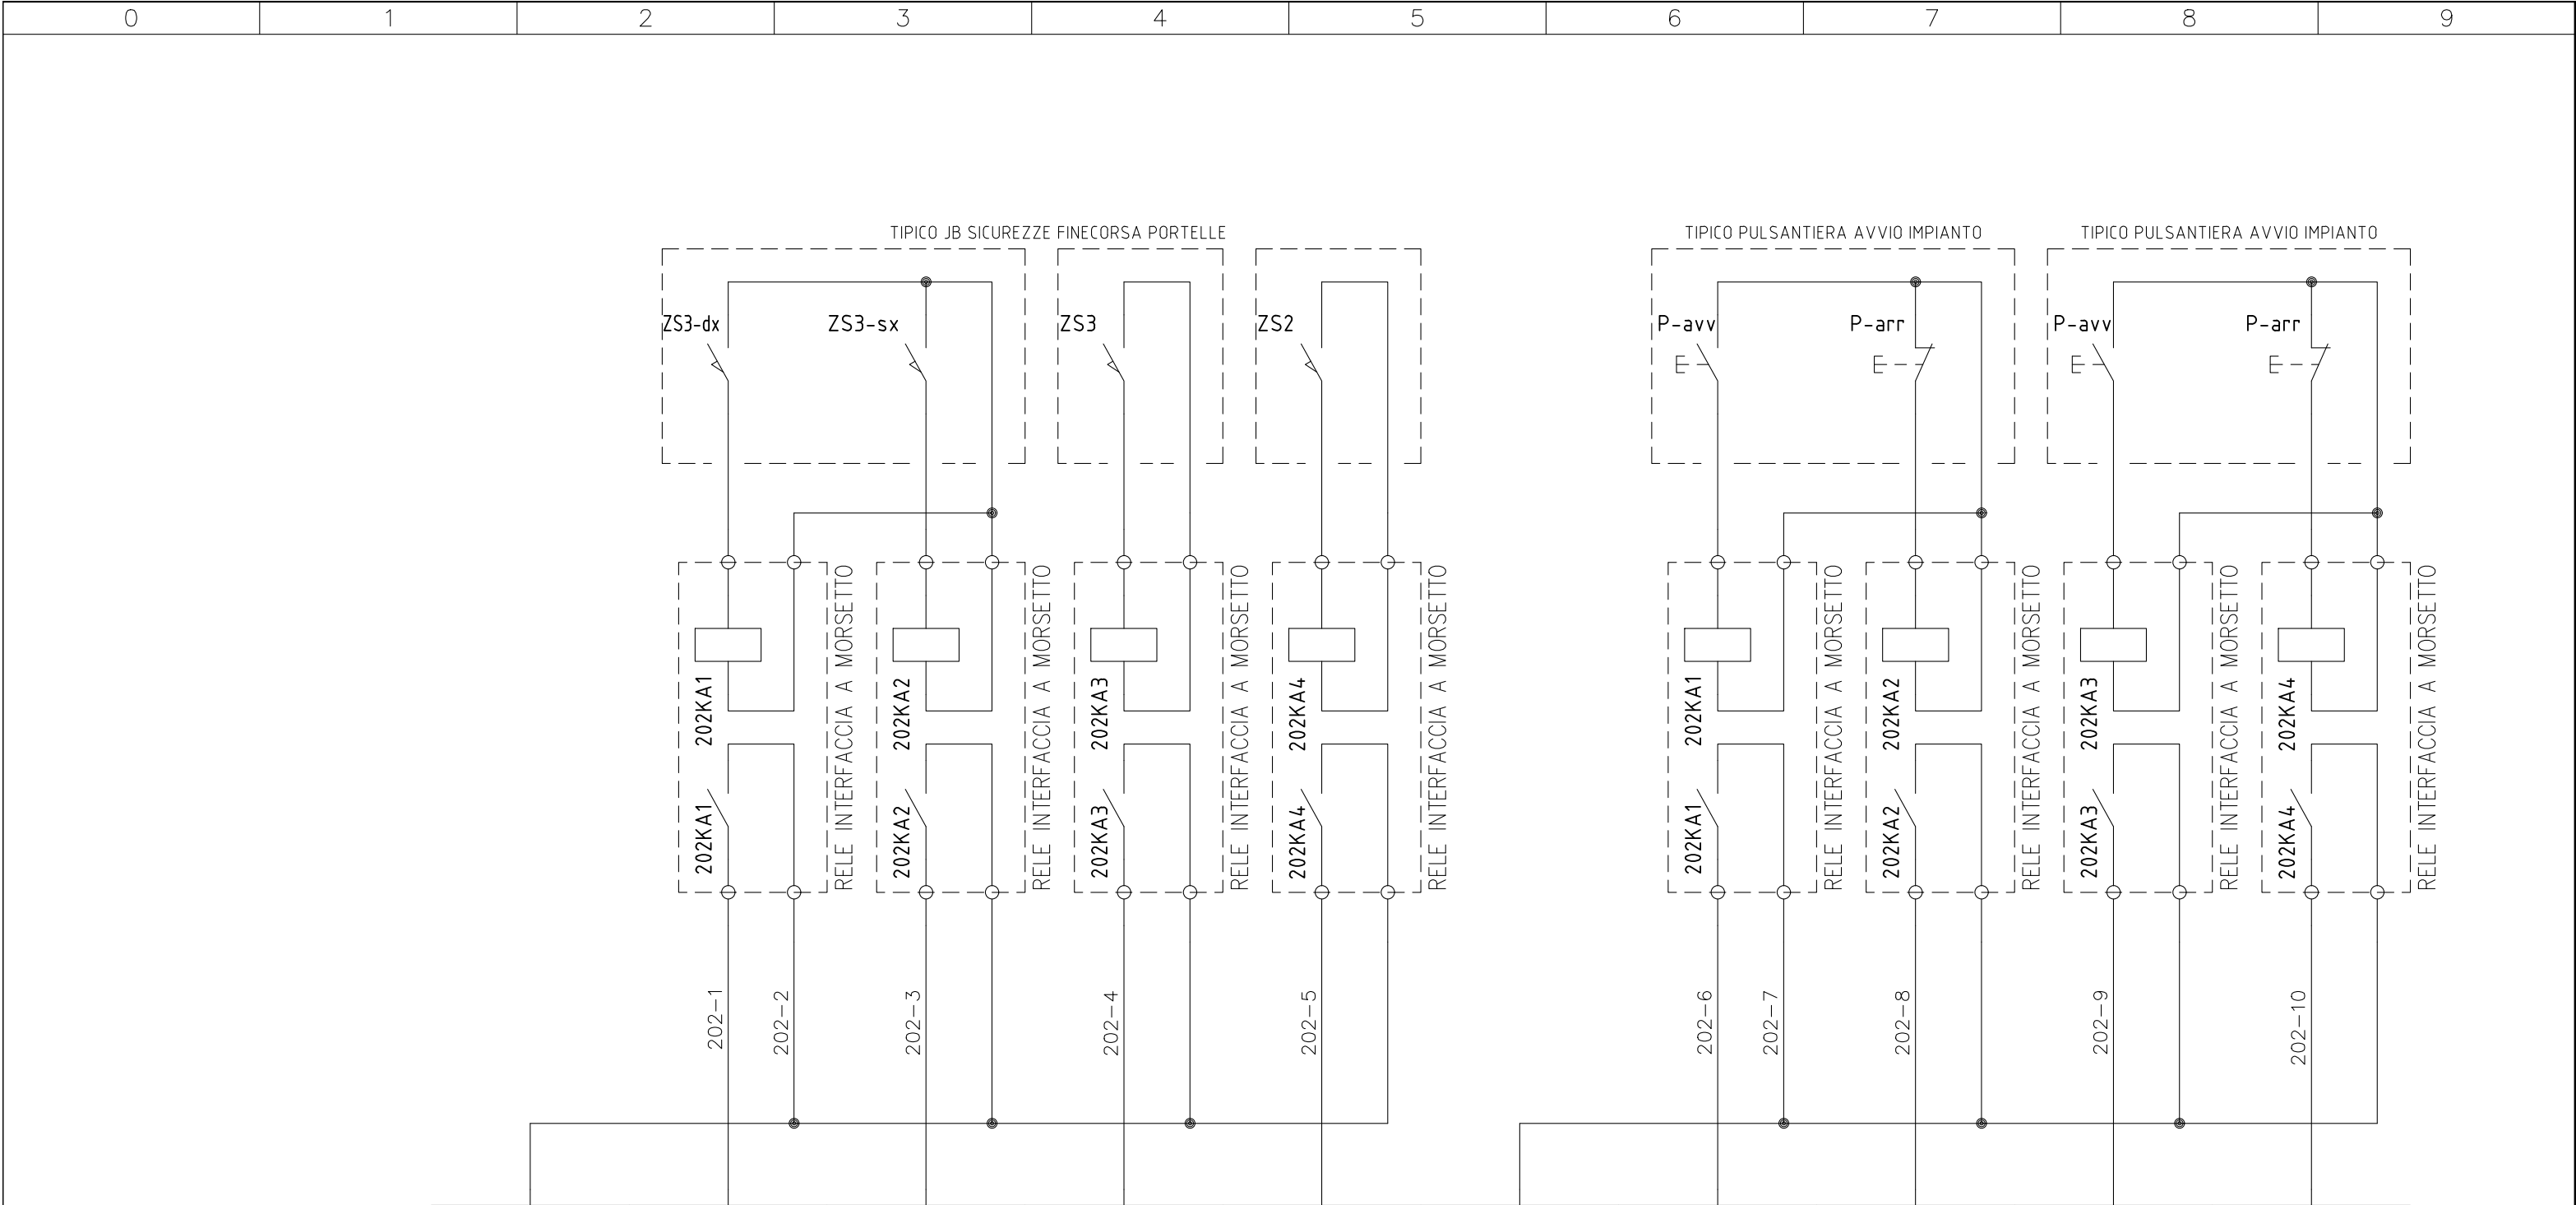 0 1 2 3 4 5 6 7 8 9
TIPICO JB SICUREZZE FINECORSA PORTELLE
TIPICO PULSANTIERA AVVIO IMPIANTO
TIPICO PULSANTIERA AVVIO IMPIANTO
ZS3-dx
ZS3-sx
ZS3
ZS2
P-avv
P-arr
P-avv
P-arr
202KA1
RELE INTERFACCIA A MORSETTO
202KA2
RELE INTERFACCIA A MORSETTO
202KA3
RELE INTERFACCIA A MORSETTO
202KA4
RELE INTERFACCIA A MORSETTO
202KA1
RELE INTERFACCIA A MORSETTO
202KA2
RELE INTERFACCIA A MORSETTO
202KA3
RELE INTERFACCIA A MORSETTO
202KA4
RELE INTERFACCIA A MORSETTO
202KA1
202KA2
202KA3
202KA4
202KA1
202KA2
202KA3
202KA4
202-1
202-2
202-3
202-4
202-5
202-6
202-7
202-8
202-9
202-10